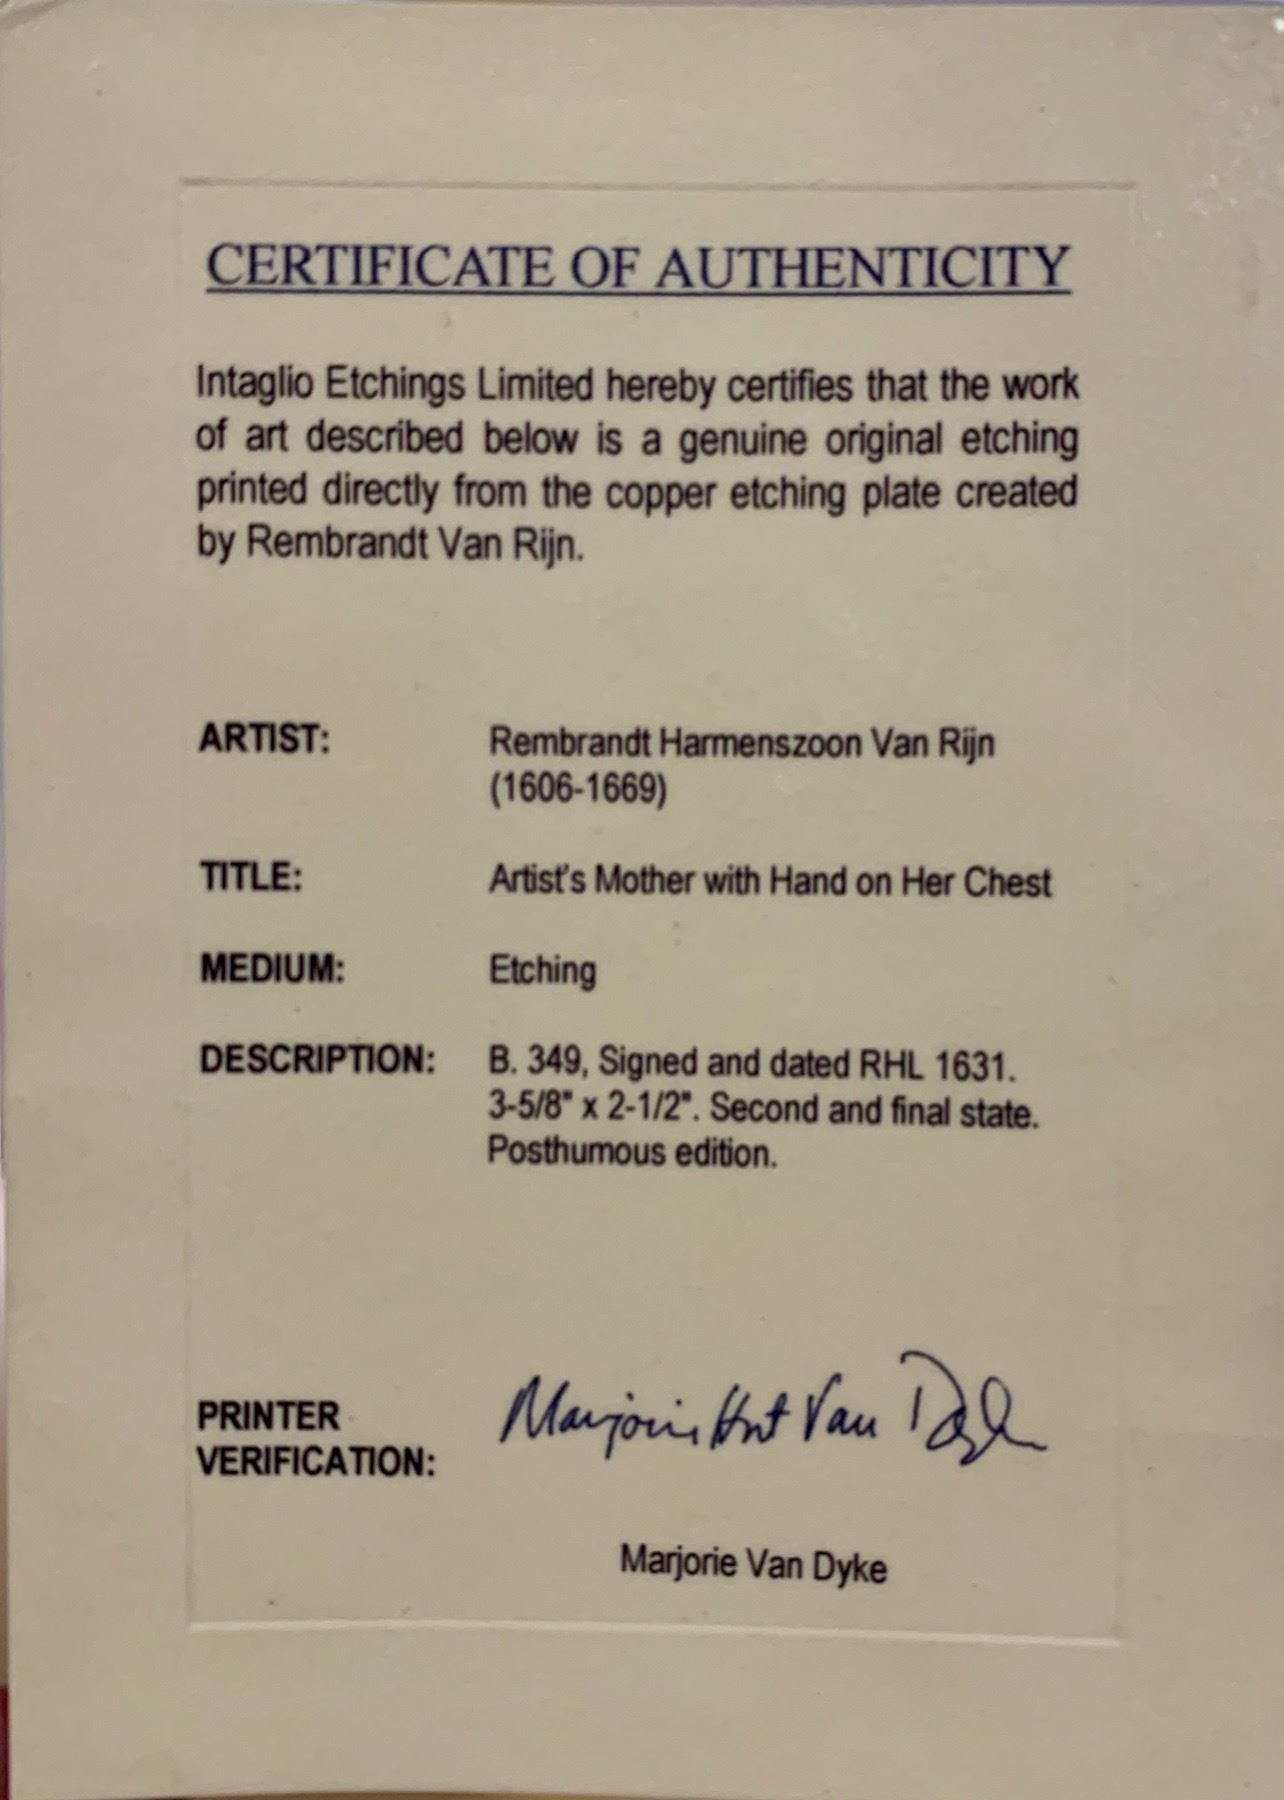 CERTIFICATE OF AUTHENTICITY
Intaglio Etchings Limited hereby certifies that the work
of art described below is a genuine original etching
printed directly from the copper etching plate created
by Rembrandt Van Rijn.
ARTIST: Rembrandt Harmenszoon Van Rijn
(1606-1669)
TITLE: Artist's Mother with Hand on Her Chest
MEDIUM: Etching
DESCRIPTION: B. 349, Signed and dated RHL 1631.
3-5/8" x 2-1/2". Second and final state.
Posthumous edition.
PRINTER
VERIFICATION: Marjorie Van Dyke
Marjorie Van Dyke